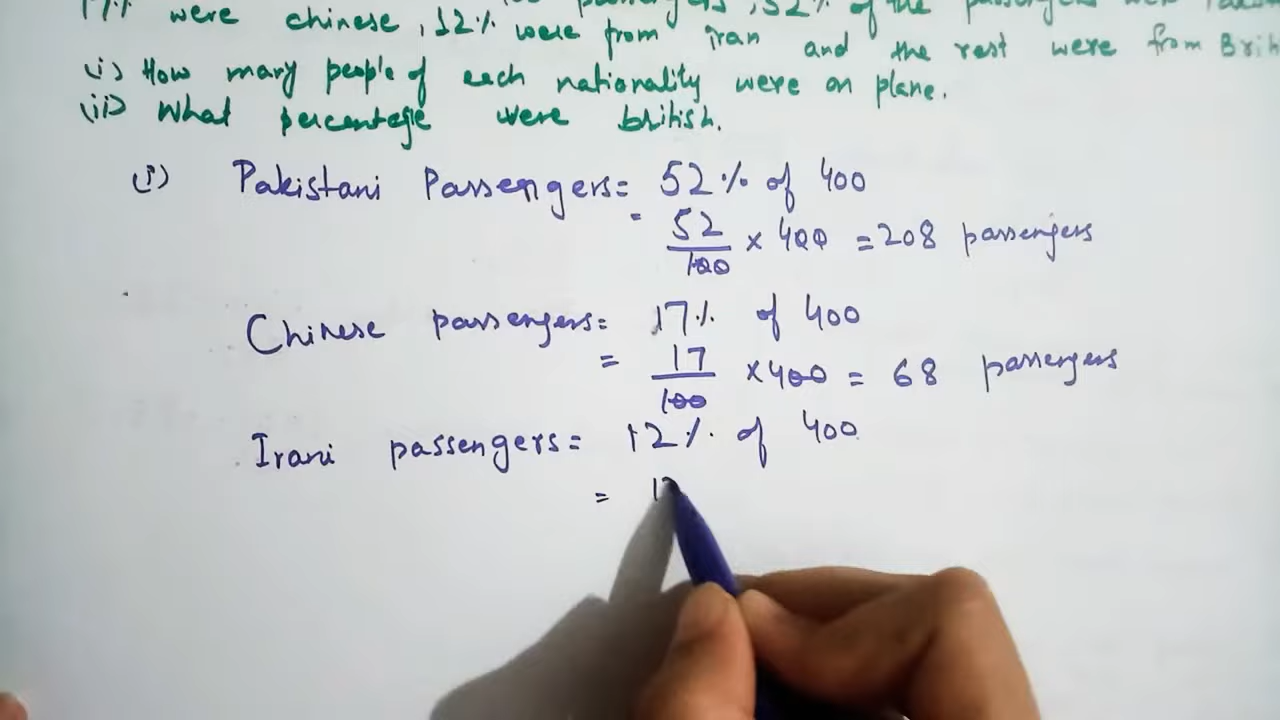 17% were chinese, 12% were from iran and the rest were from
(i) How many people of each nationality were on plane.
(ii) What percentage were british.
(i) Pakistani Passengers = 52% of 400
= 52/100 × 400 = 208 passengers
Chinese passengers = 17% of 400
= 17/100 × 400 = 68 passengers
Irani passengers = 12% of 400
=